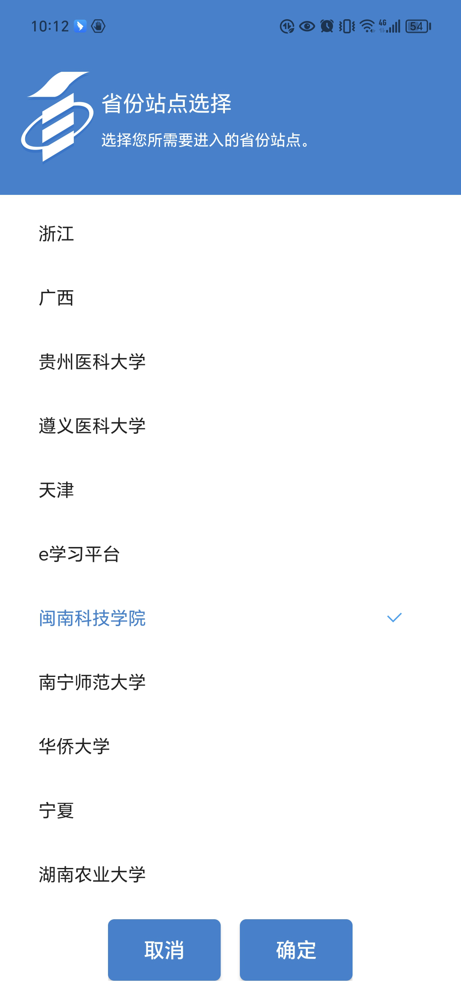 10:12
4G
54
省份站点选择
选择您所需要进入的省份站点。
浙江
广西
贵州医科大学
遵义医科大学
天津
e学习平台
闽南科技学院
南宁师范大学
华侨大学
宁夏
湖南农业大学
取消
确定